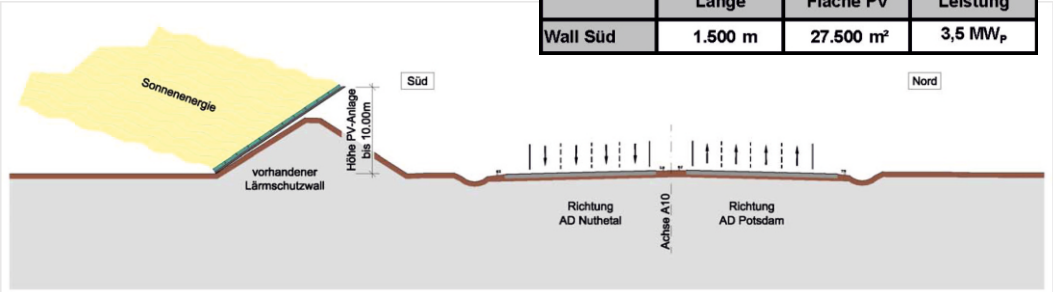 Länge Fläche PV Leistung
Wall Süd 1.500 m 27.500 m² 3,5 MWₚ
Süd
Nord
Sonnenenergie
Höhe PV-Anlage
bis 10.00m
vorhandener
Lärmschutzwall
Richtung
AD Nuthetal
Achse A10
Richtung
AD Potsdam